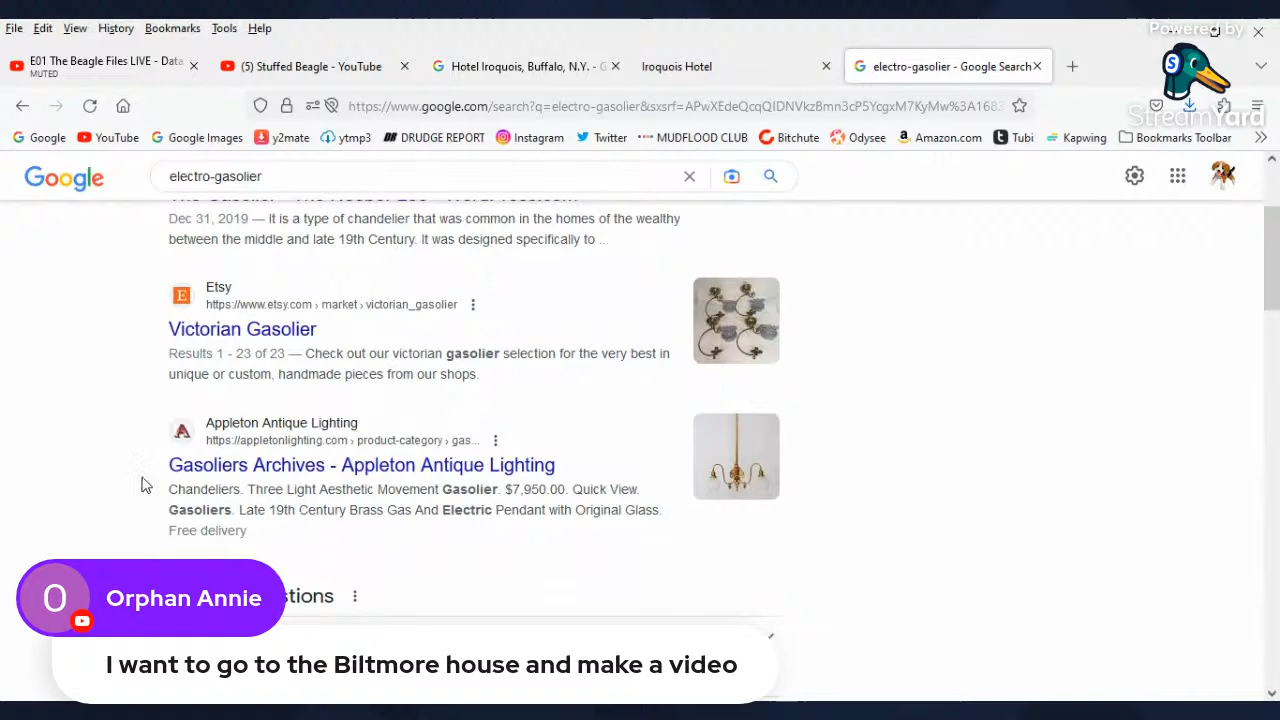 File Edit View History Bookmarks Tools Help
Powered by
E01 The Beagle Files LIVE - Data
MUTED
(5) Stuffed Beagle - YouTube
Hotel Iroquois, Buffalo, N.Y. - G
Iroquois Hotel
electro-gasolier - Google Search
https://www.google.com/search?q=electro-gasolier&sxsrf=
StreamYard
Google YouTube Google Images y2mate ytmp3 DRUDGE REPORT Instagram Twitter MUDFLOOD CLUB Bitchute Odysee Amazon.com Tubi Kapwing Bookmarks Toolbar
Google
electro-gasolier
Dec 31, 2019 — It is a type of chandelier that was common in the homes of the wealthy
between the middle and late 19th Century. It was designed specifically to ...
E
Etsy
https://www.etsy.com › market › victorian_gasolier
Victorian Gasolier
Results 1 - 23 of 23 — Check out our victorian gasolier selection for the very best in
unique or custom, handmade pieces from our shops.
A
Appleton Antique Lighting
https://appletonlighting.com › product-category › gas...
Gasoliers Archives - Appleton Antique Lighting
Chandeliers. Three Light Aesthetic Movement Gasolier. $7,950.00. Quick View.
Gasoliers. Late 19th Century Brass Gas And Electric Pendant with Original Glass.
Free delivery
stions
O
Orphan Annie
I want to go to the Biltmore house and make a video